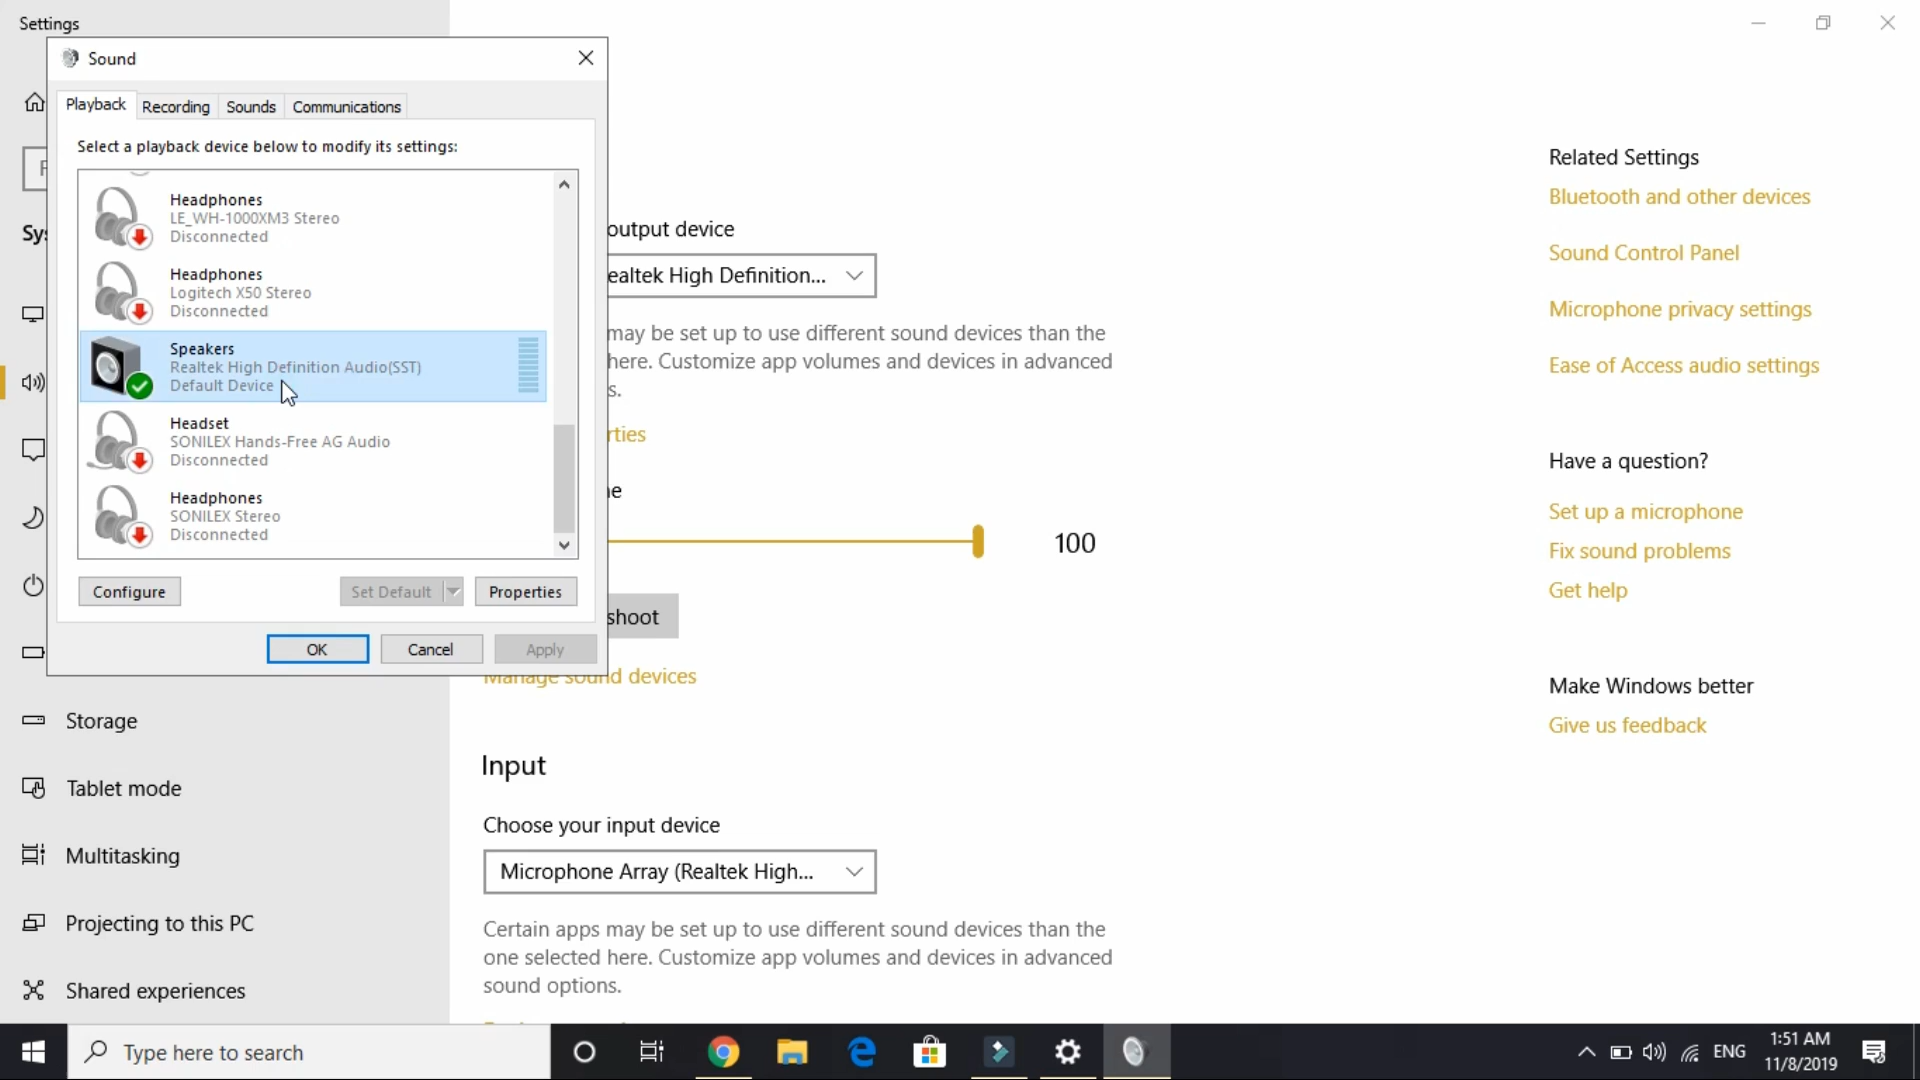 Settings
Sound
Playback
Recording
Sounds
Communications
Select a playback device below to modify its settings:
Headphones
LE_WH-1000XM3 Stereo
Disconnected
Headphones
Logitech X50 Stereo
Disconnected
Speakers
Realtek High Definition Audio(SST)
Default Device
Headset
SONILEX Hands-Free AG Audio
Disconnected
Headphones
SONILEX Stereo
Disconnected
Configure
Set Default
Properties
OK
Cancel
Apply
F
Sy
output device
ealtek High Definition...
may be set up to use different sound devices than the
here. Customize app volumes and devices in advanced
s.
rties
ne
100
shoot
Manage sound devices
Input
Choose your input device
Microphone Array (Realtek High...
Certain apps may be set up to use different sound devices than the
one selected here. Customize app volumes and devices in advanced
sound options.
Storage
Tablet mode
Multitasking
Projecting to this PC
Shared experiences
Related Settings
Bluetooth and other devices
Sound Control Panel
Microphone privacy settings
Ease of Access audio settings
Have a question?
Set up a microphone
Fix sound problems
Get help
Make Windows better
Give us feedback
Type here to search
ENG
1:51 AM
11/8/2019